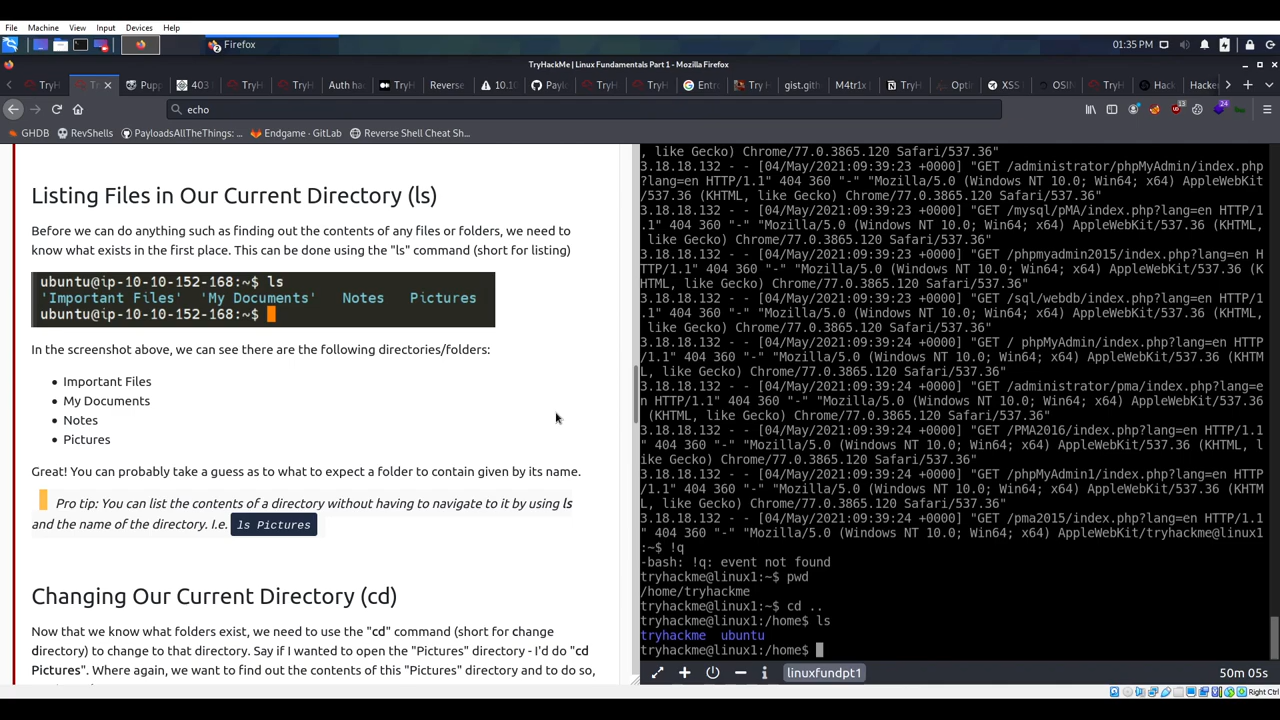 File Machine View Input Devices Help
Firefox
01:35 PM
TryHackMe | Linux Fundamentals Part 1 - Mozilla Firefox
TryH
Tr
Pupp
403
TryH
Auth ha
TryH
Reverse
10.10
Paylo
TryH
TryH
Entro
Try H
gist.gith
M4tr1x
TryH
Opti
XSS
OSIN
TryH
Hack
Hacke
echo
13
24
GHDB
RevShells
PayloadsAllTheThings: ...
Endgame · GitLab
Reverse Shell Cheat Sh...
Listing Files in Our Current Directory (ls)
Before we can do anything such as finding out the contents of any files or folders, we need to
know what exists in the first place. This can be done using the "ls" command (short for listing)
ubuntu@ip-10-10-152-168:~$ ls
'Important Files' 'My Documents' Notes Pictures
ubuntu@ip-10-10-152-168:~$
In the screenshot above, we can see there are the following directories/folders:
Important Files
My Documents
Notes
Pictures
Great! You can probably take a guess as to what to expect a folder to contain given by its name.
Pro tip: You can list the contents of a directory without having to navigate to it by using ls
and the name of the directory. I.e. ls Pictures
Changing Our Current Directory (cd)
Now that we know what folders exist, we need to use the "cd" command (short for change
directory) to change to that directory. Say if I wanted to open the "Pictures" directory - I'd do "cd
Pictures". Where again, we want to find out the contents of this "Pictures" directory and to do so,
, like Gecko) Chrome/77.0.3865.120 Safari/537.36"
3.18.18.132 - - [04/May/2021:09:39:23 +0000] "GET /administrator/phpMyAdmin/index.php
?lang=en HTTP/1.1" 404 360 "-" "Mozilla/5.0 (Windows NT 10.0; Win64; x64) AppleWebKit
/537.36 (KHTML, like Gecko) Chrome/77.0.3865.120 Safari/537.36"
3.18.18.132 - - [04/May/2021:09:39:23 +0000] "GET /mysql/pMA/index.php?lang=en HTTP/1
.1" 404 360 "-" "Mozilla/5.0 (Windows NT 10.0; Win64; x64) AppleWebKit/537.36 (KHTML,
like Gecko) Chrome/77.0.3865.120 Safari/537.36"
3.18.18.132 - - [04/May/2021:09:39:23 +0000] "GET /phpmyadmin2015/index.php?lang=en H
TTP/1.1" 404 360 "-" "Mozilla/5.0 (Windows NT 10.0; Win64; x64) AppleWebKit/537.36 (K
HTML, like Gecko) Chrome/77.0.3865.120 Safari/537.36"
3.18.18.132 - - [04/May/2021:09:39:24 +0000] "GET /sql/webdb/index.php?lang=en HTTP/1
.1" 404 360 "-" "Mozilla/5.0 (Windows NT 10.0; Win64; x64) AppleWebKit/537.36 (KHTML,
like Gecko) Chrome/77.0.3865.120 Safari/537.36"
3.18.18.132 - - [04/May/2021:09:39:24 +0000] "GET / phpMyAdmin/index.php?lang=en HTTP
/1.1" 404 360 "-" "Mozilla/5.0 (Windows NT 10.0; Win64; x64) AppleWebKit/537.36 (KHTM
L, like Gecko) Chrome/77.0.3865.120 Safari/537.36"
3.18.18.132 - - [04/May/2021:09:39:24 +0000] "GET /administrator/pma/index.php?lang=e
n HTTP/1.1" 404 360 "-" "Mozilla/5.0 (Windows NT 10.0; Win64; x64) AppleWebKit/537.36
(KHTML, like Gecko) Chrome/77.0.3865.120 Safari/537.36"
3.18.18.132 - - [04/May/2021:09:39:24 +0000] "GET /PMA2016/index.php?lang=en HTTP/1.1
" 404 360 "-" "Mozilla/5.0 (Windows NT 10.0; Win64; x64) AppleWebKit/537.36 (KHTML, l
ike Gecko) Chrome/77.0.3865.120 Safari/537.36"
3.18.18.132 - - [04/May/2021:09:39:24 +0000] "GET /phpMyAdmin1/index.php?lang=en HTTP
/1.1" 404 360 "-" "Mozilla/5.0 (Windows NT 10.0; Win64; x64) AppleWebKit/537.36 (KHTM
L, like Gecko) Chrome/77.0.3865.120 Safari/537.36"
3.18.18.132 - - [04/May/2021:09:39:24 +0000] "GET /pma2015/index.php?lang=en HTTP/1.1
" 404 360 "-" "Mozilla/5.0 (Windows NT 10.0; Win64; x64) AppleWebKit/tryhackme@linux1
:~$ !q
-bash: !q: event not found
tryhackme@linux1:~$ pwd
/home/tryhackme
tryhackme@linux1:~$ cd ..
tryhackme@linux1:/home$ ls
tryhackme ubuntu
tryhackme@linux1:/home$
linuxfundpt1
50m 05s
Right Ctrl